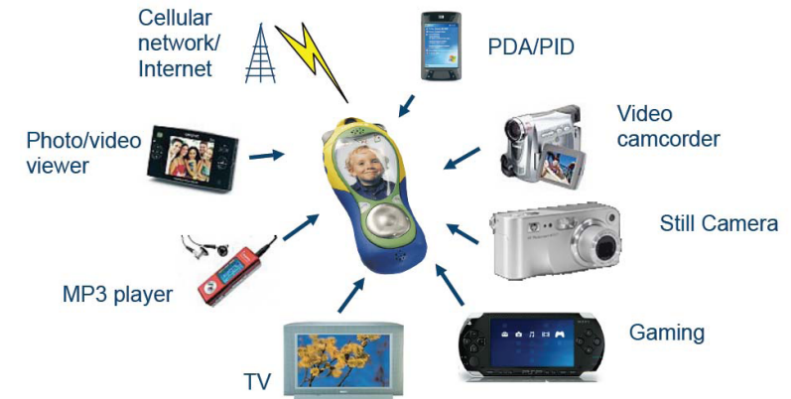 Cellular
network/
Internet
PDA/PID
Photo/video
viewer
Video
camcorder
Still Camera
MP3 player
Gaming
TV